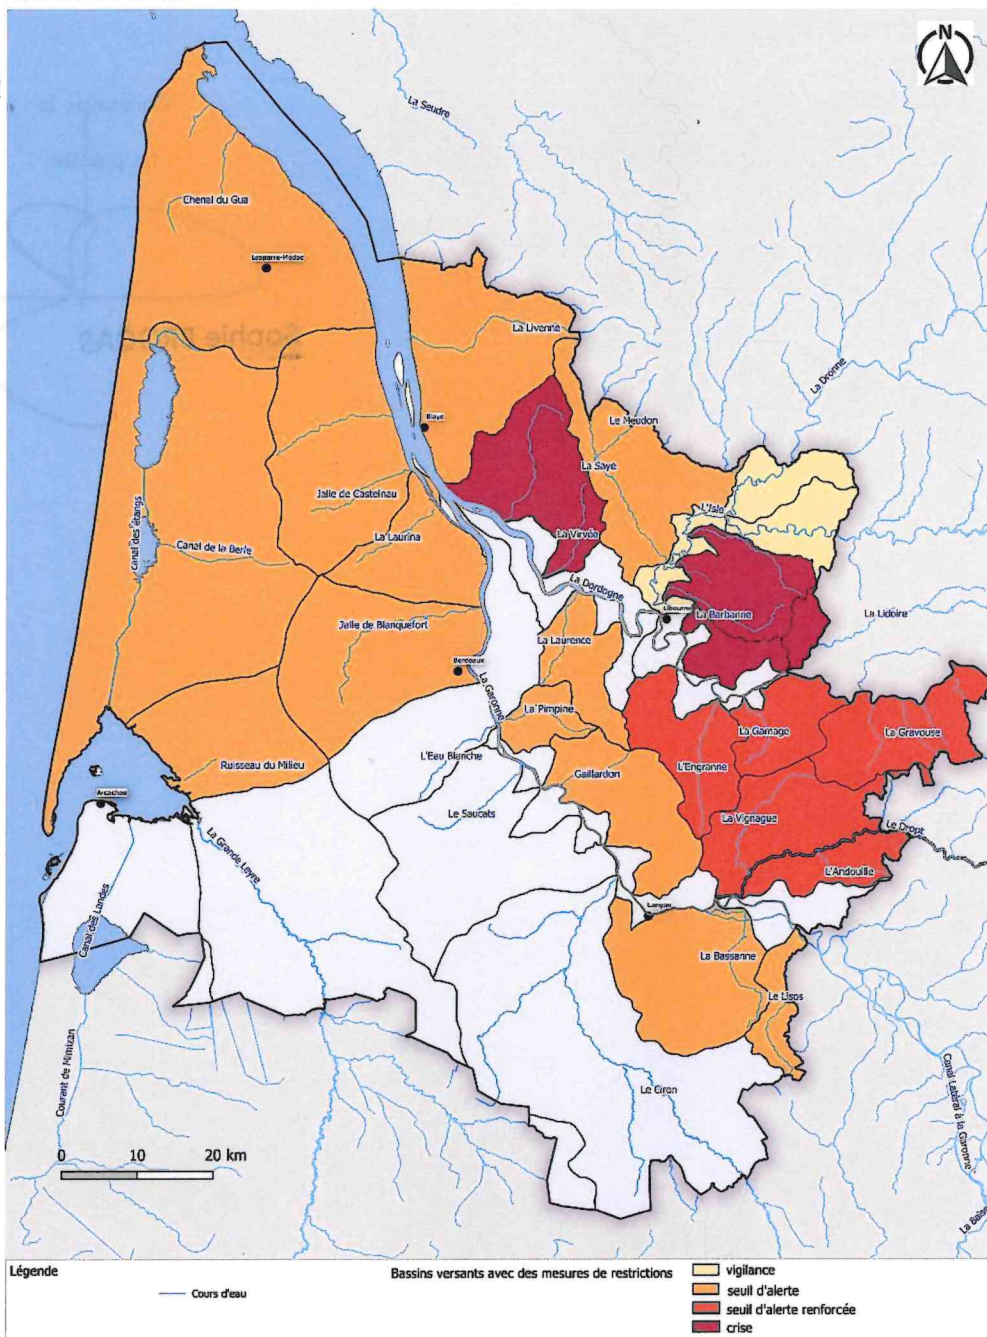 N
La Seudre
Chenal du Gua
Lesparre-Médoc
La Livenne
La Dronne
Blaye
Le Meudon
La Saye
Jalle de Castelnau
L'Isle
Canal des étangs
La Laurina
La Virvée
Canal de la Berle
La Dordogne
Libourne
La Barbanne
La Lidoire
Jalle de Blanquefort
La Laurence
Bordeaux
La Garonne
La Pimpine
La Gamage
La Gravouse
L'Eau Blanche
Ruisseau du Milieu
Gaillardon
L'Engranne
Arcachon
Le Saucats
La Vignague
Le Dropt
La Grande Leyre
L'Andouille
Canal des Landes
Langon
La Bassanne
Le Lisos
Courant de Mimizan
Le Ciron
Canal Latéral à la Garonne
0 10 20 km
La Baïse
Légende
Cours d'eau
Bassins versants avec des mesures de restrictions
vigilance
seuil d'alerte
seuil d'alerte renforcée
crise